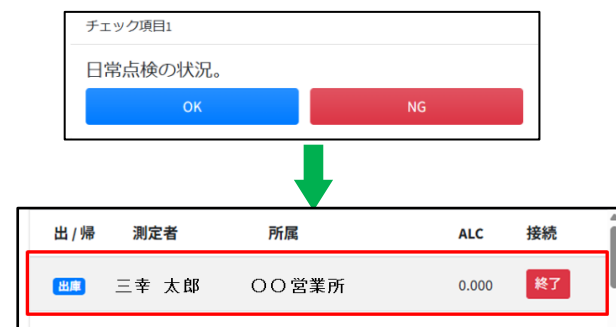 チェック項目1
日常点検の状況。
OK NG
出/帰 測定者 所属 ALC 接続
出庫 三幸 太郎 〇〇営業所 0.000 終了